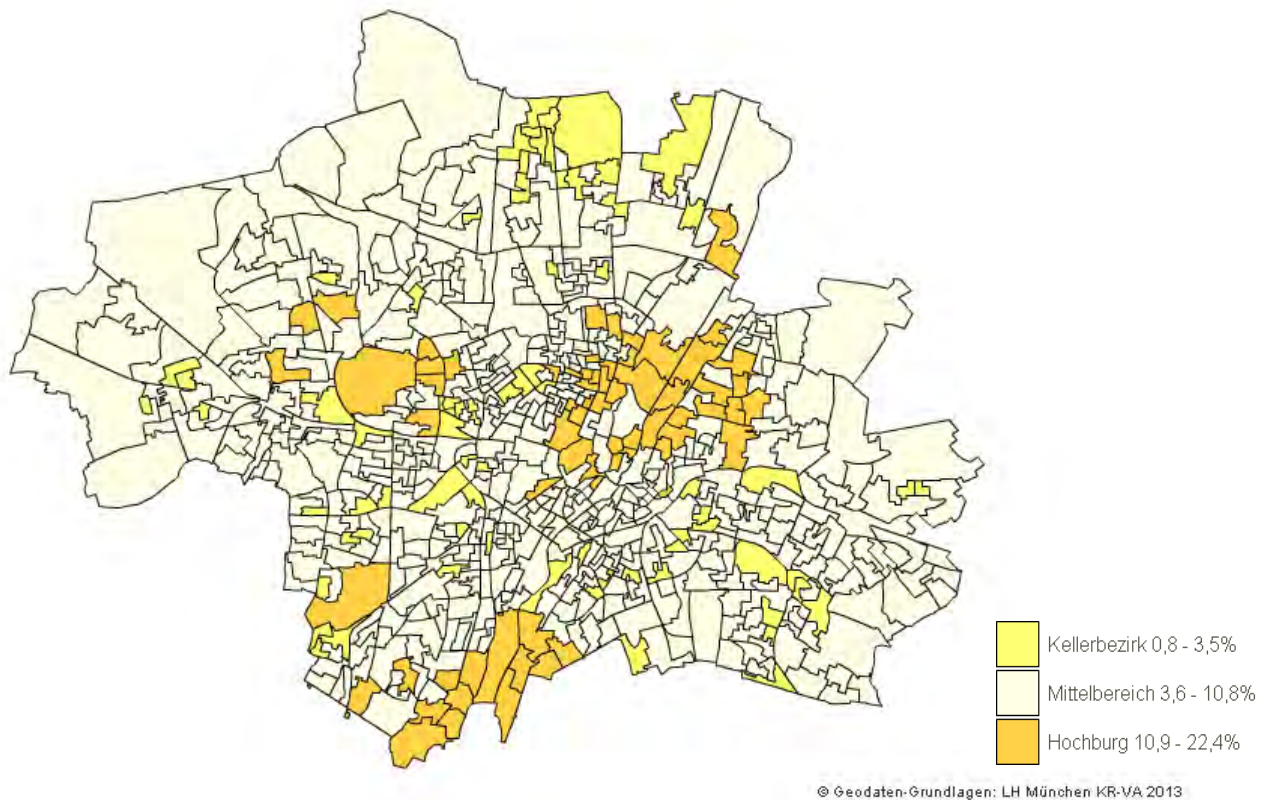 Kellerbezirk 0,8 - 3,5%
Mittelbereich 3,6 - 10,8%
Hochburg 10,9 - 22,4%
© Geodaten-Grundlagen: LH München KR-VA 2013